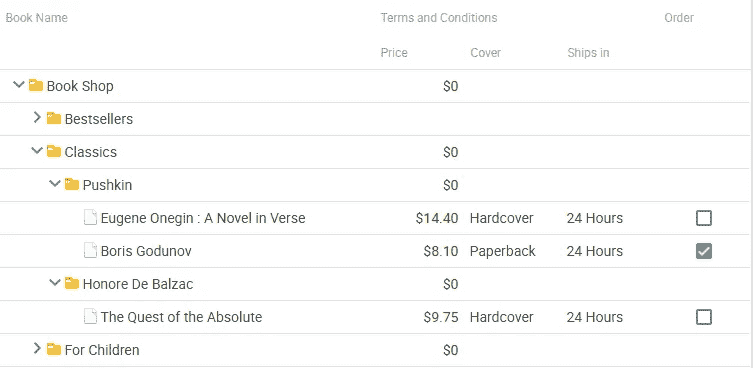 Book Name Terms and Conditions Order
Price Cover Ships in
Book Shop $0
Bestsellers
Classics $0
Pushkin $0
Eugene Onegin : A Novel in Verse $14.40 Hardcover 24 Hours
Boris Godunov $8.10 Paperback 24 Hours
Honore De Balzac $0
The Quest of the Absolute $9.75 Hardcover 24 Hours
For Children $0